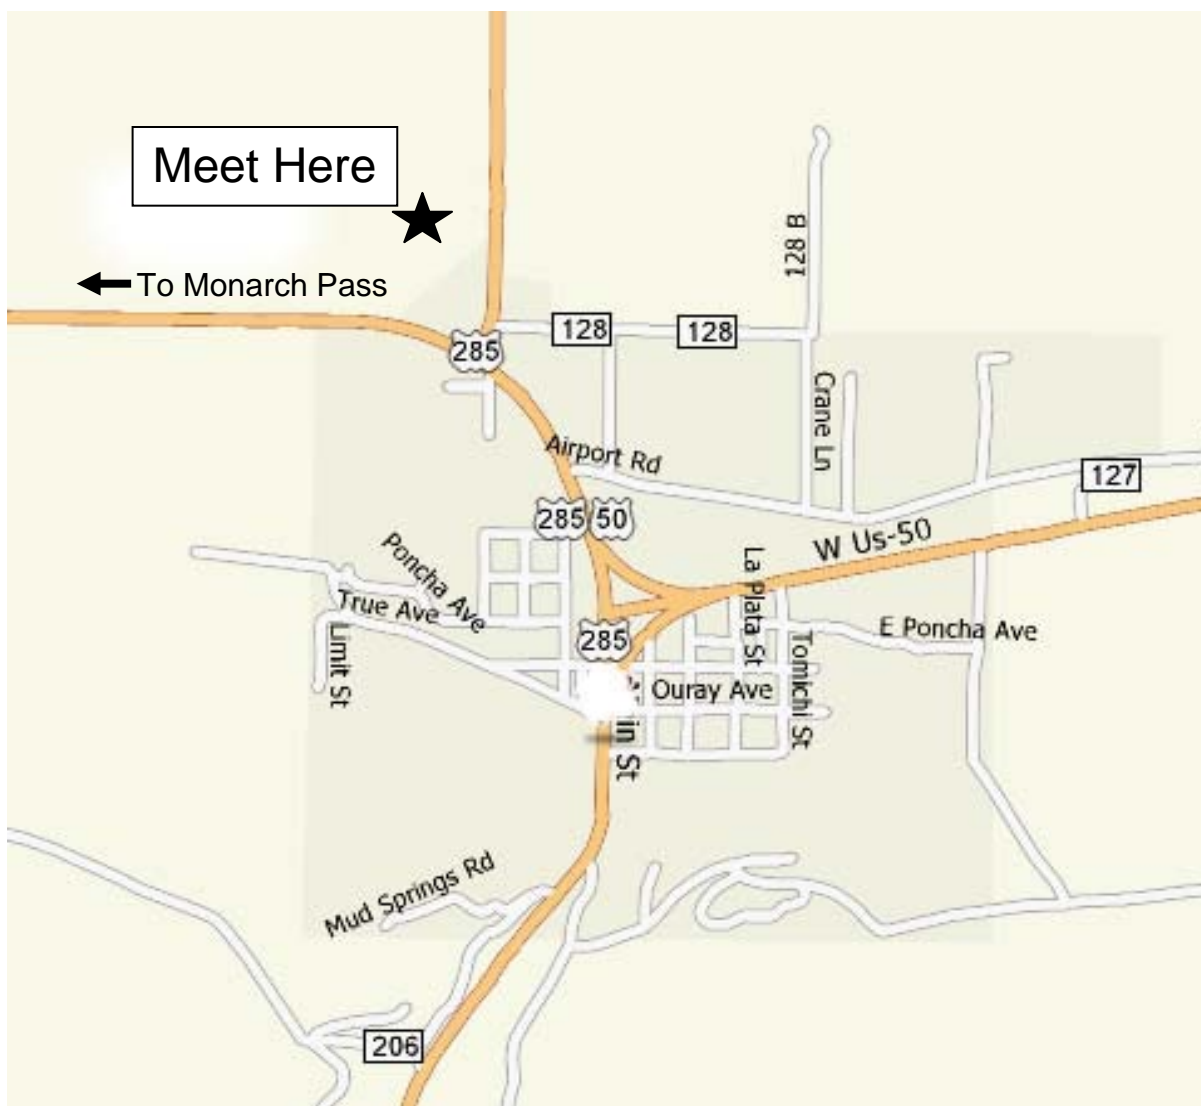 Meet Here
To Monarch Pass
128 B
128
128
285
Crane Ln
Airport Rd
127
285
50
W Us-50
Poncha Ave
La Plata St
True Ave
285
E Poncha Ave
Limit St
Tomichi St
Ouray Ave
St
Mud Springs Rd
206